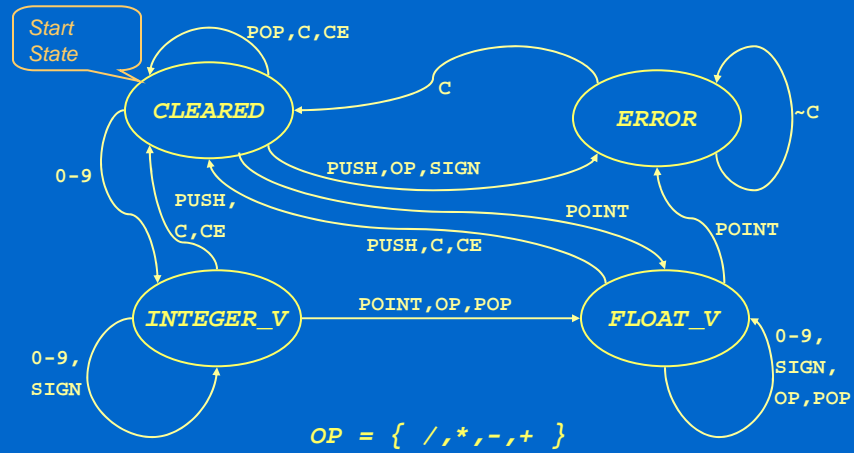 Start
State
POP,C,CE
C
CLEARED
ERROR
~C
0-9
PUSH,OP,SIGN
PUSH,
C,CE
POINT
PUSH,C,CE
POINT
INTEGER_V
POINT,OP,POP
FLOAT_V
0-9,
SIGN
0-9,
SIGN,
OP,POP
OP = { /,*,-,+ }